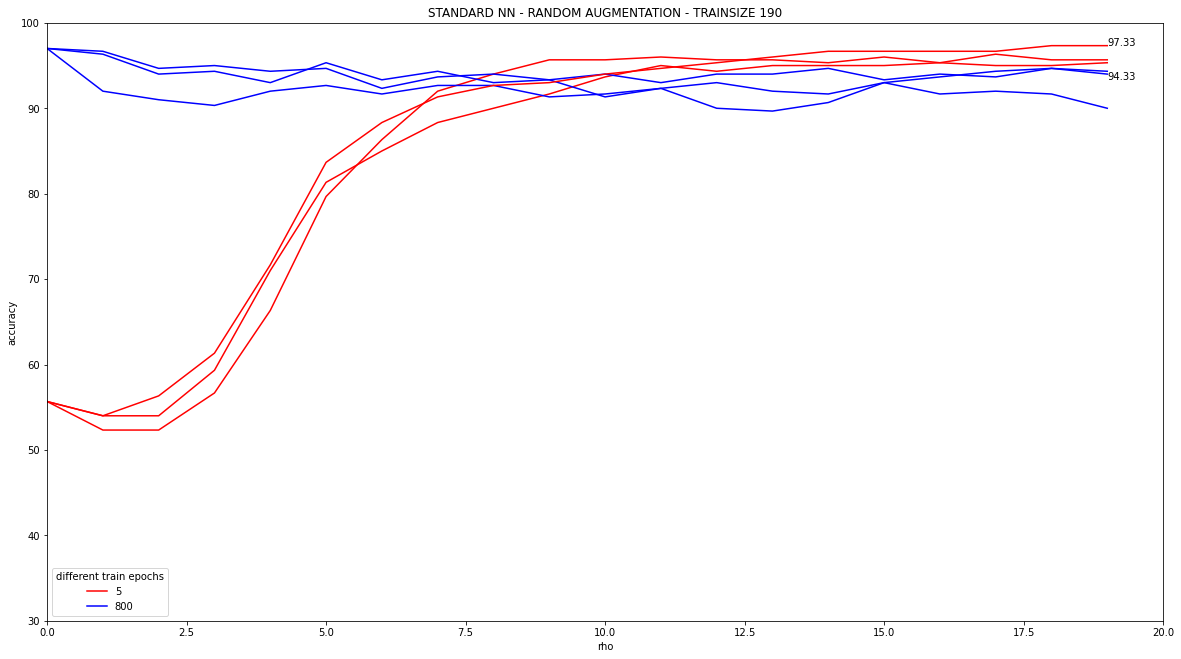 STANDARD NN - RANDOM AUGMENTATION - TRAINSIZE 190
100
90
80
70
60
50
40
30
accuracy
97.33
94.33
different train epochs
5
800
0.0 2.5 5.0 7.5 10.0 12.5 15.0 17.5 20.0
rho